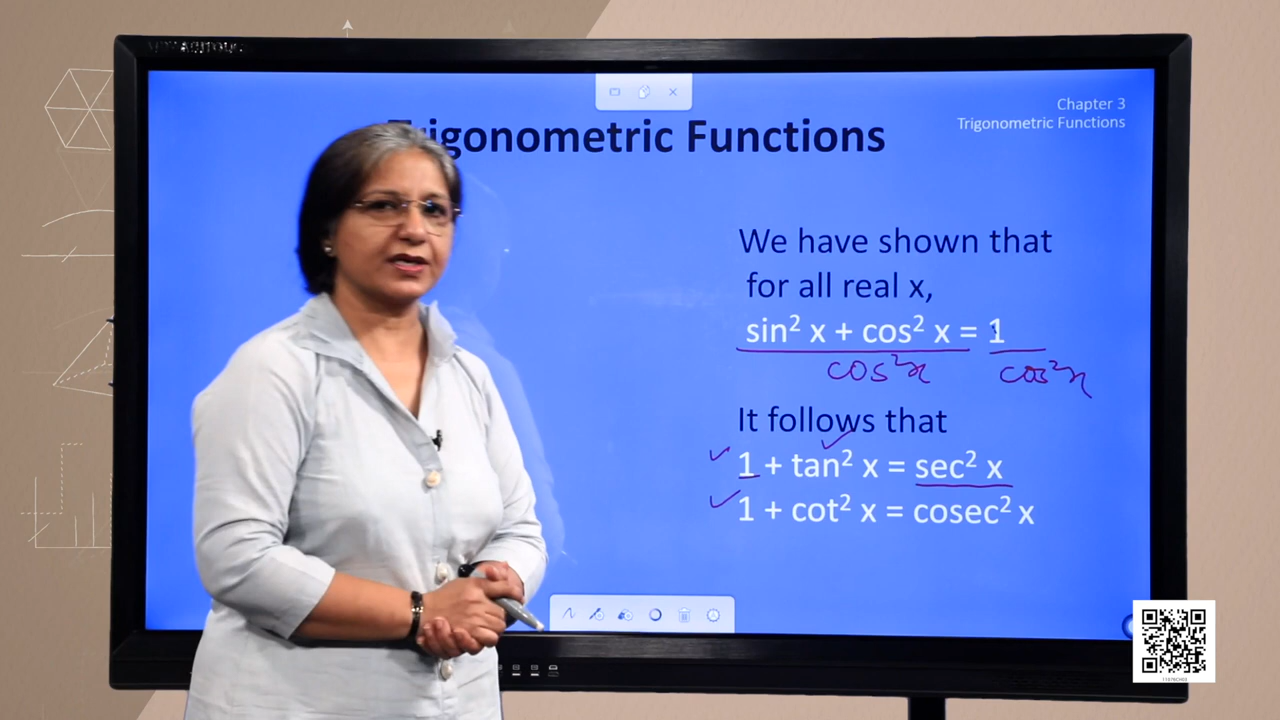 Chapter 3
Trigonometric Functions
Trigonometric Functions
We have shown that
for all real x,
sin² x + cos² x = 1
cos²x cos²x
It follows that
1 + tan² x = sec² x
1 + cot² x = cosec² x